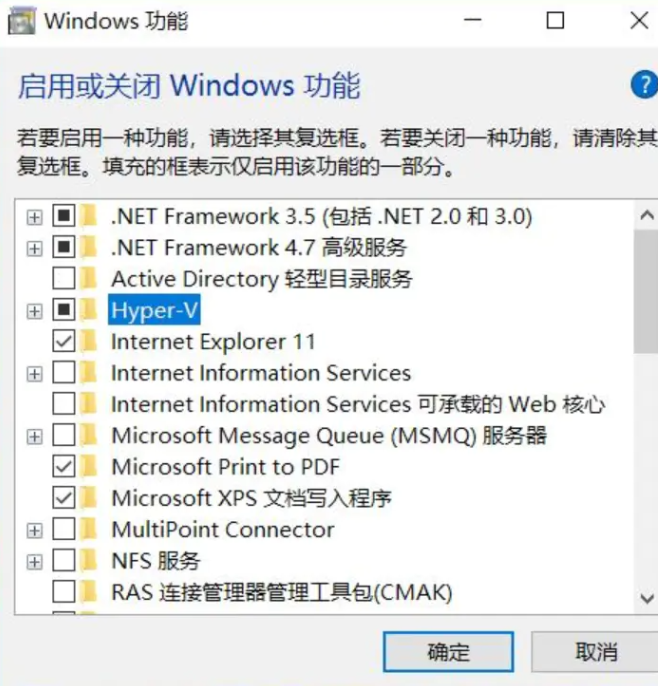 Windows 功能
启用或关闭 Windows 功能
?
若要启用一种功能，请选择其复选框。若要关闭一种功能，请清除其
复选框。填充的框表示仅启用该功能的一部分。
.NET Framework 3.5 (包括 .NET 2.0 和 3.0)
.NET Framework 4.7 高级服务
Active Directory 轻型目录服务
Hyper-V
Internet Explorer 11
Internet Information Services
Internet Information Services 可承载的 Web 核心
Microsoft Message Queue (MSMQ) 服务器
Microsoft Print to PDF
Microsoft XPS 文档写入程序
MultiPoint Connector
NFS 服务
RAS 连接管理器管理工具包(CMAK)
确定
取消